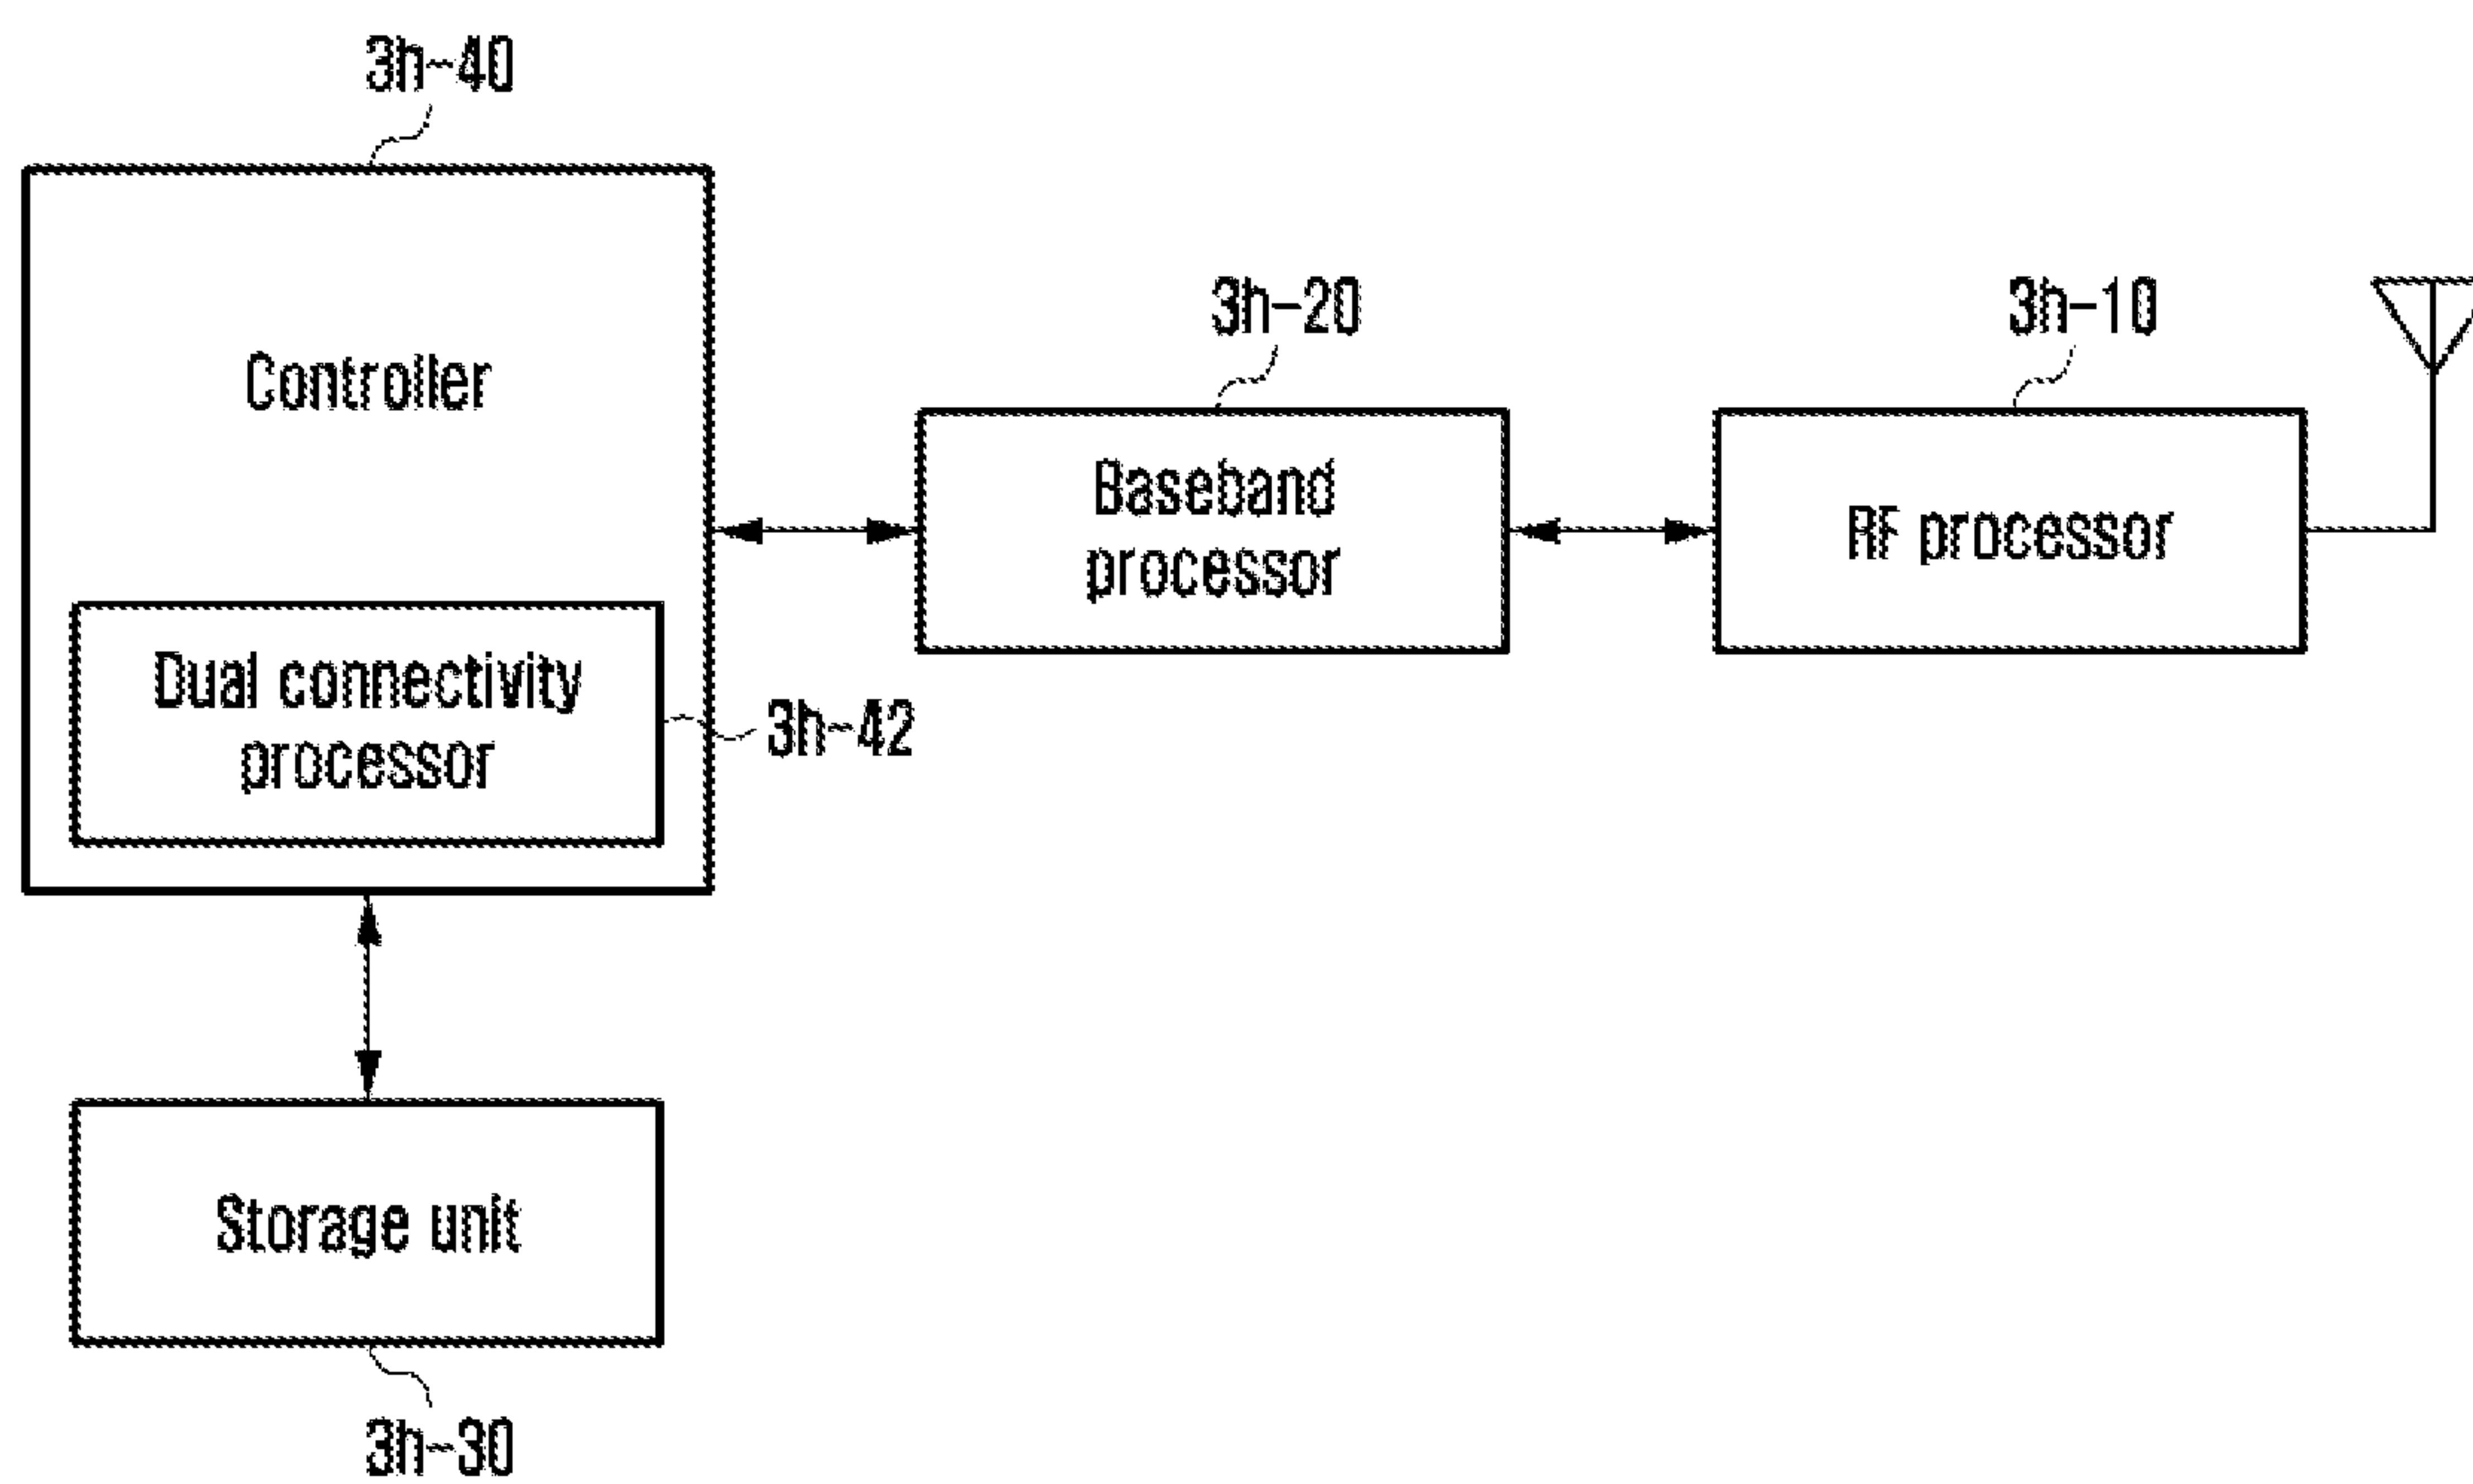 3h-40
Controller
3h-20
Baseband
processor
3h-10
RF processor
Dual connectivity
processor
3h-42
Storage unit
3h-30